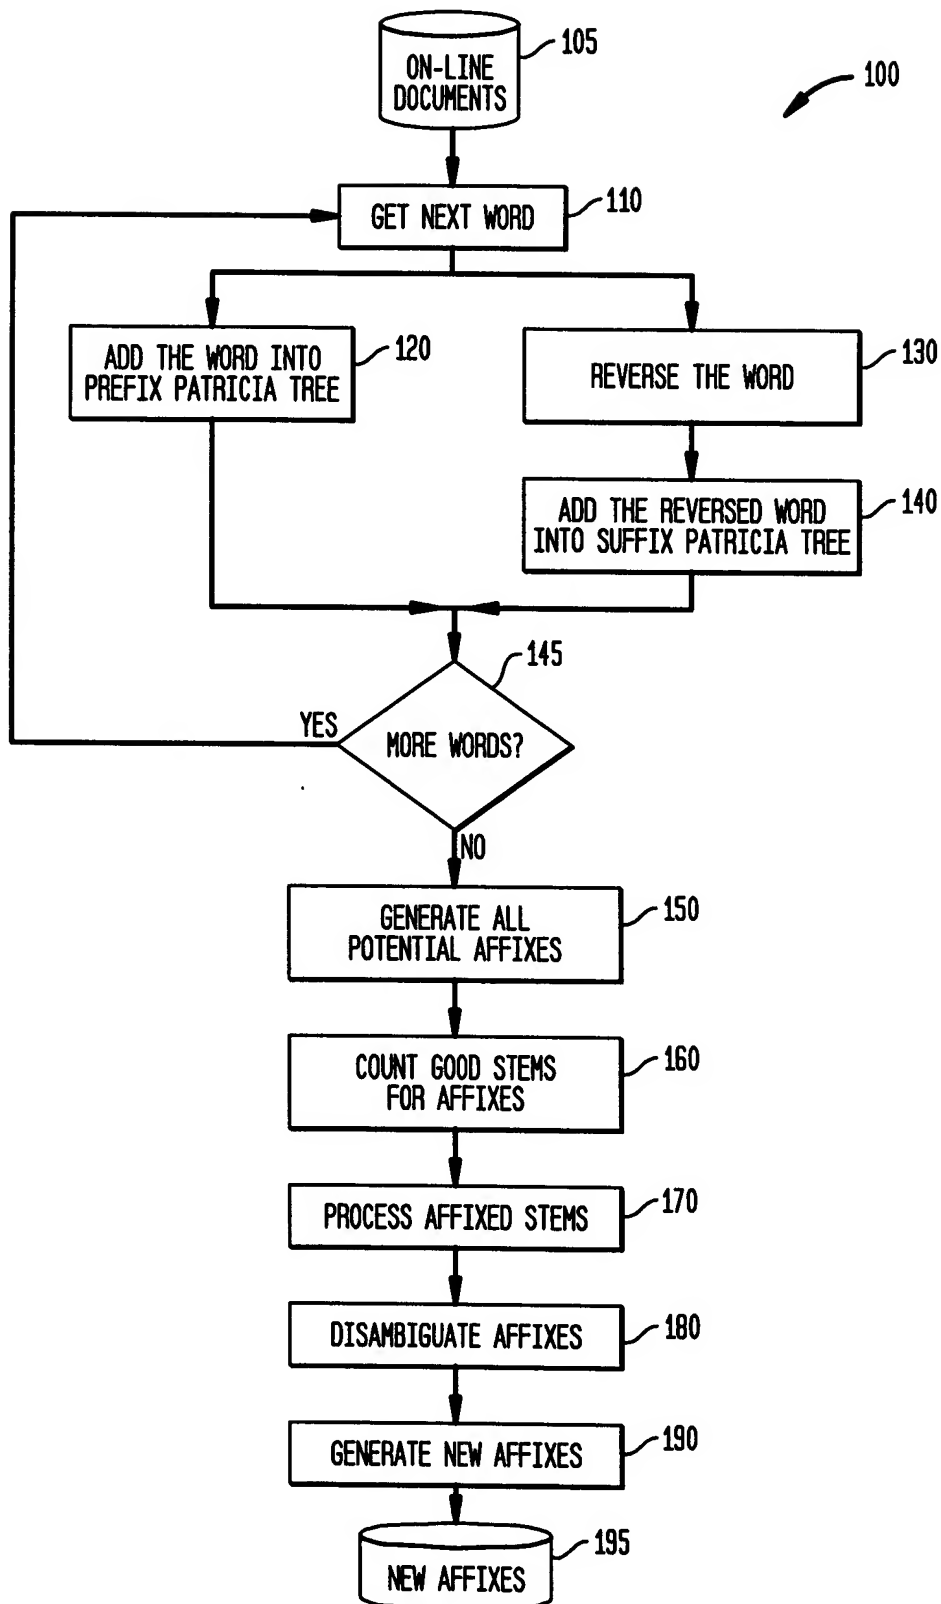 ON-LINE
DOCUMENTS
105
100
GET NEXT WORD
110
ADD THE WORD INTO
PREFIX PATRICIA TREE
120
REVERSE THE WORD
130
ADD THE REVERSED WORD
INTO SUFFIX PATRICIA TREE
140
145
YES
MORE WORDS?
NO
GENERATE ALL
POTENTIAL AFFIXES
150
COUNT GOOD STEMS
FOR AFFIXES
160
PROCESS AFFIXED STEMS
170
DISAMBIGUATE AFFIXES
180
GENERATE NEW AFFIXES
190
NEW AFFIXES
195